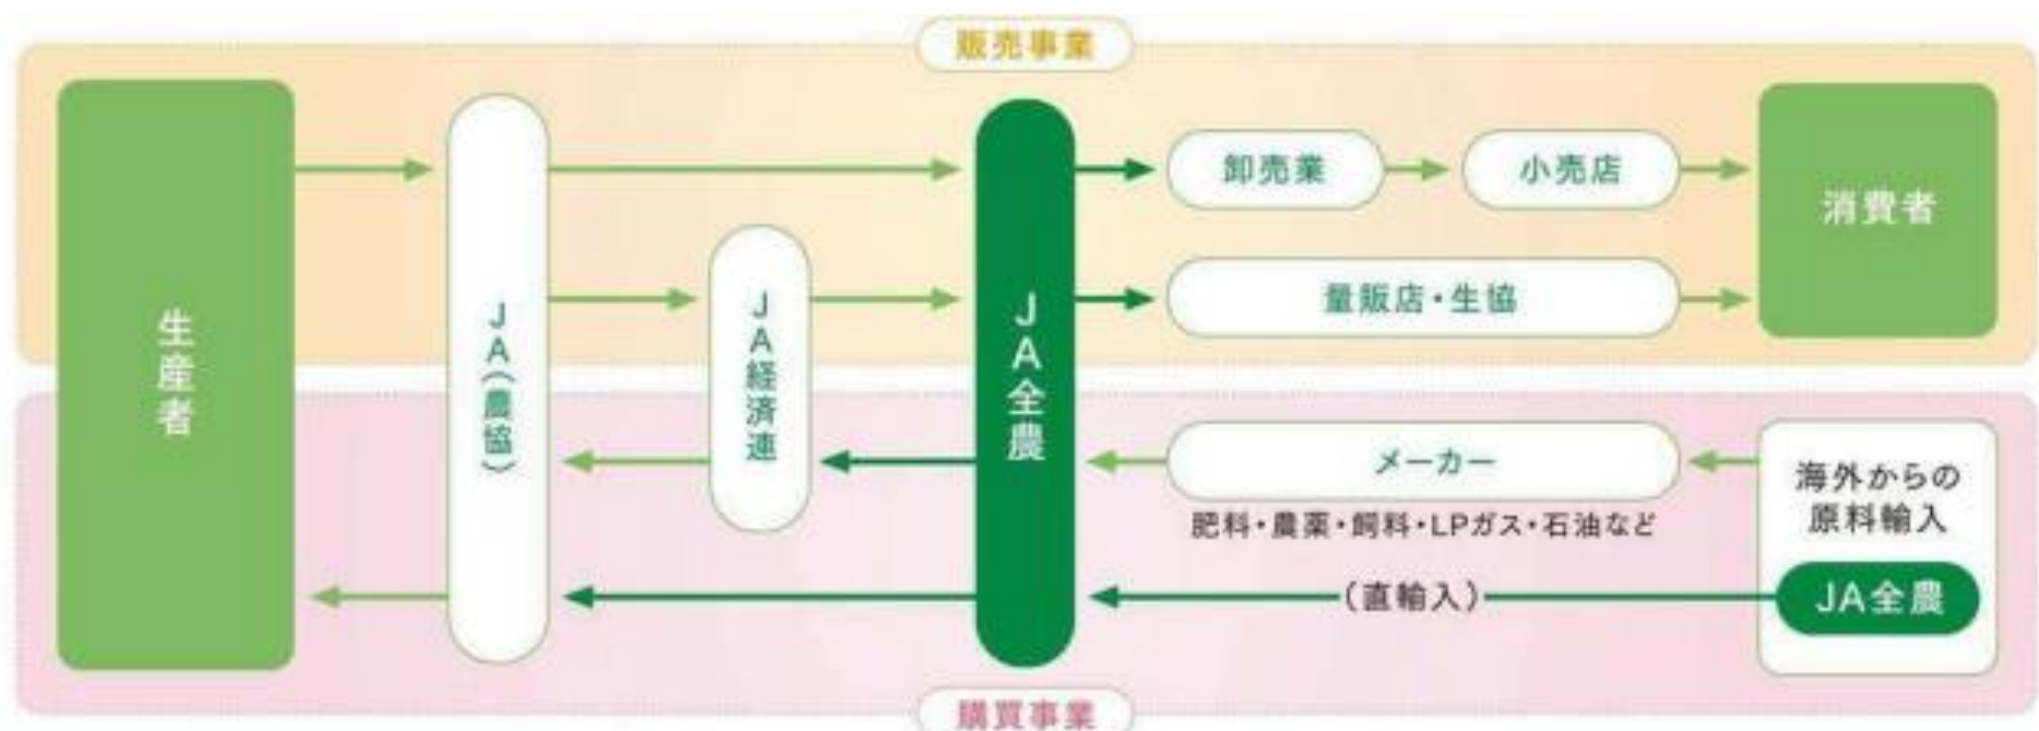 販売事業
生産者
JA(農協)
JA経済連
JA全農
卸売業
小売店
消費者
量販店・生協
メーカー
肥料・農薬・飼料・LPガス・石油など
海外からの
原料輸入
(直輸入)
JA全農
購買事業